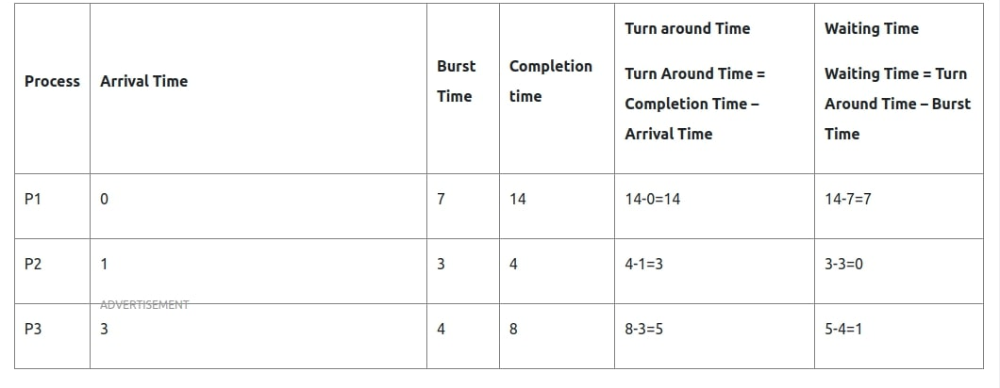 Process
Arrival Time
Burst
Time
Completion
time
Turn around Time
Turn Around Time =
Completion Time –
Arrival Time
Waiting Time
Waiting Time = Turn
Around Time – Burst
Time
P1
0
7
14
14-0=14
14-7=7
P2
1
3
4
4-1=3
3-3=0
ADVERTISEMENT
P3
3
4
8
8-3=5
5-4=1